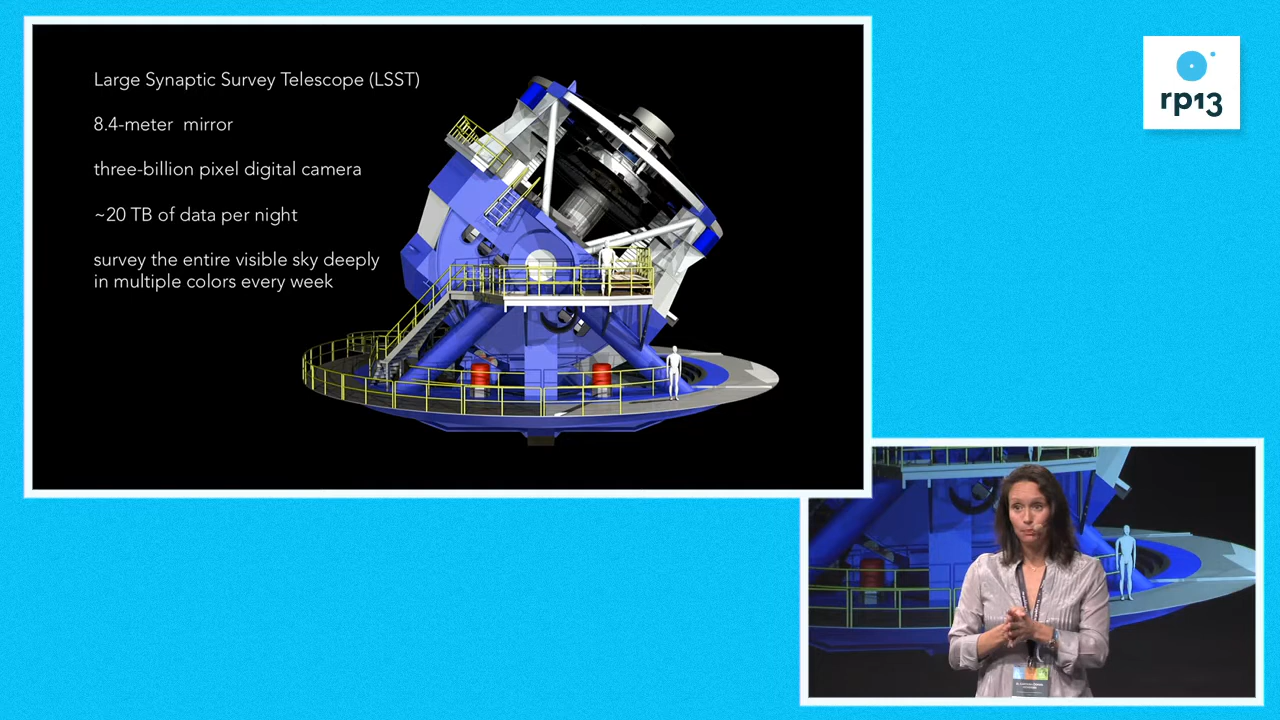 Large Synaptic Survey Telescope (LSST)
8.4-meter mirror
three-billion pixel digital camera
~20 TB of data per night
survey the entire visible sky deeply
in multiple colors every week
rp13